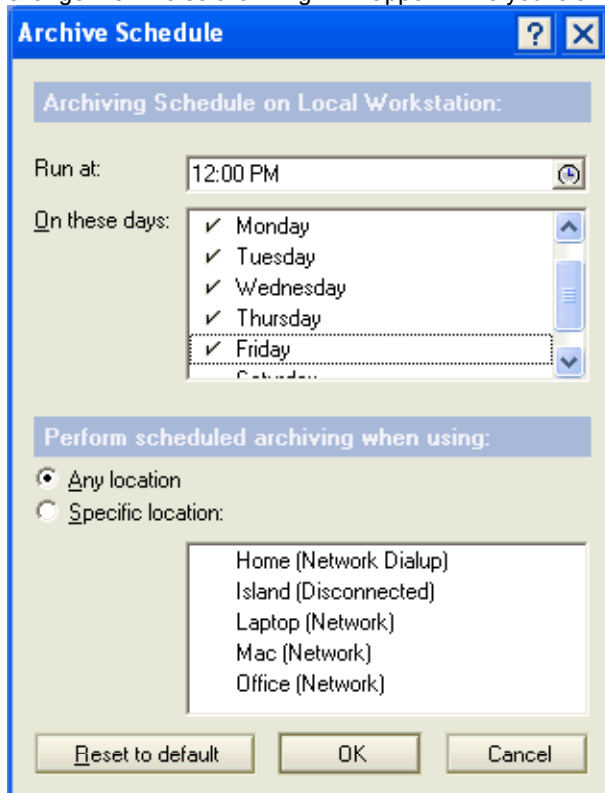 Archive Schedule
Archiving Schedule on Local Workstation:
Run at: 12:00 PM
On these days:
Monday
Tuesday
Wednesday
Thursday
Friday
Perform scheduled archiving when using:
Any location
Specific location:
Home (Network Dialup)
Island (Disconnected)
Laptop (Network)
Mac (Network)
Office (Network)
Reset to default OK Cancel